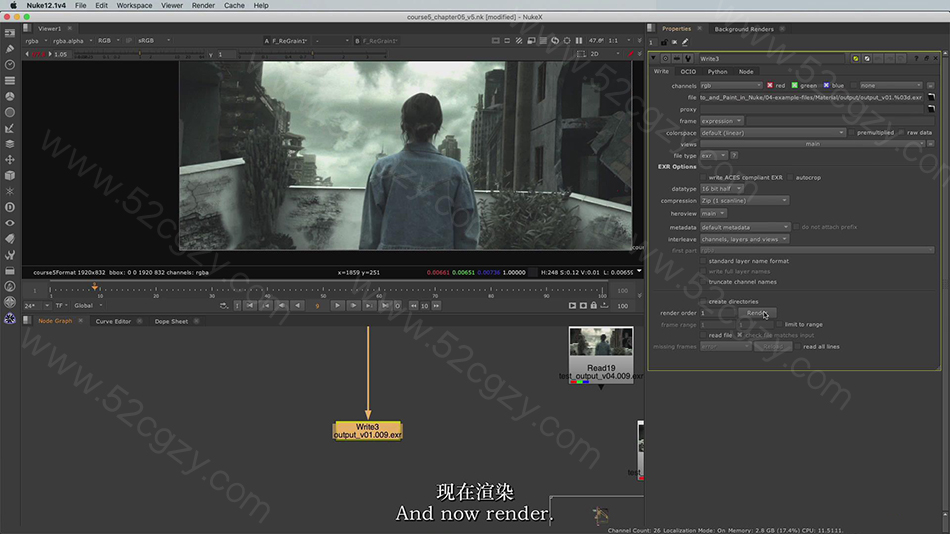 Nuke12.1v4 File Edit Workspace Viewer Render Cache Help
course5_chapter05_v5.nk [modified] - NukeX
Viewer1
rgba rgba.alpha RGB sRGB A F_ReGrain1 B F_ReGrain1 47.6* 1:1
1.05 Y 1 2D
www.52cgzy.com
cour
course5Format 1920x832 bbox: 0 0 1920 832 channels: rgba x=1859 y=251 0.00661 0.00651 0.00736 1.00000 H:248 S:0.12 V:0.01 L: 0.00659
1 1 10 20 30 40 50 60 70 80 90 100 100
24* TF Global 9 10 100
Node Graph Curve Editor Dope Sheet
Read19
test_output_v04.009.exr
Write3
output_v01.009.exr
test
Properties Background Renders
1
Write3
Write OCIO Python Node
channels rgb red green blue none
file to_and_Paint_in_Nuke/04-example-files/Material/output/output_v01.%03d.exr
proxy
frame expression
colorspace default (linear) premultiplied raw data
views main
file type exr ?
EXR Options
write ACES compliant EXR autocrop
datatype 16 bit half
compression Zip (1 scanline)
heroview main
metadata default metadata do not attach prefix
interleave channels, layers and views
first part
standard layer name format
write full layer names
truncate channel names
create directories
render order 1 Render
frame range 1 limit to range
read file check file matches input
missing frames error Reload read all lines
现在渲染
And now render.
Channel Count: 26 Localization Mode: On Memory: 2.8 GB (17.4%) CPU: 11.5111.